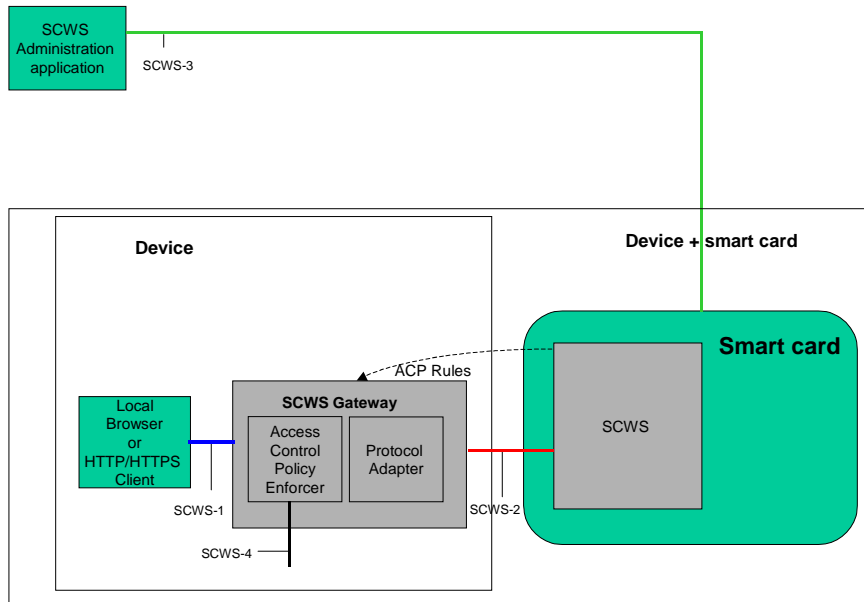 SCWS
Administration
application
SCWS-3
Device
Device + smart card
Smart card
ACP Rules
SCWS Gateway
Local
Browser
or
HTTP/HTTPS
Client
Access
Control
Policy
Enforcer
Protocol
Adapter
SCWS
SCWS-1
SCWS-2
SCWS-4